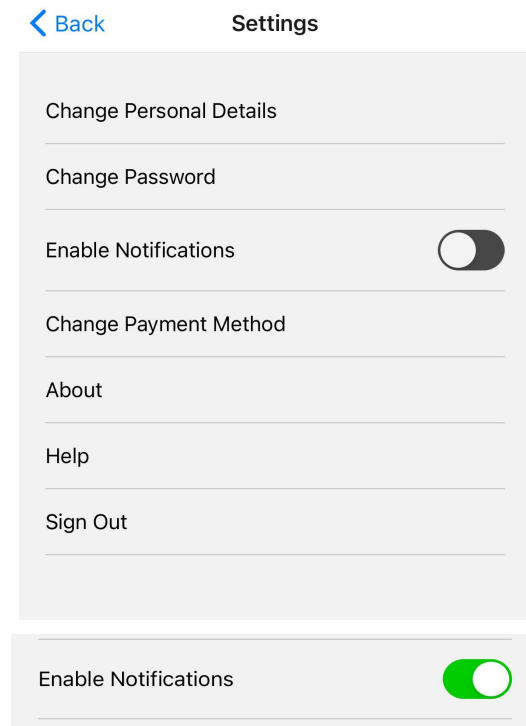 Back Settings
Change Personal Details
Change Password
Enable Notifications
Change Payment Method
About
Help
Sign Out
Enable Notifications